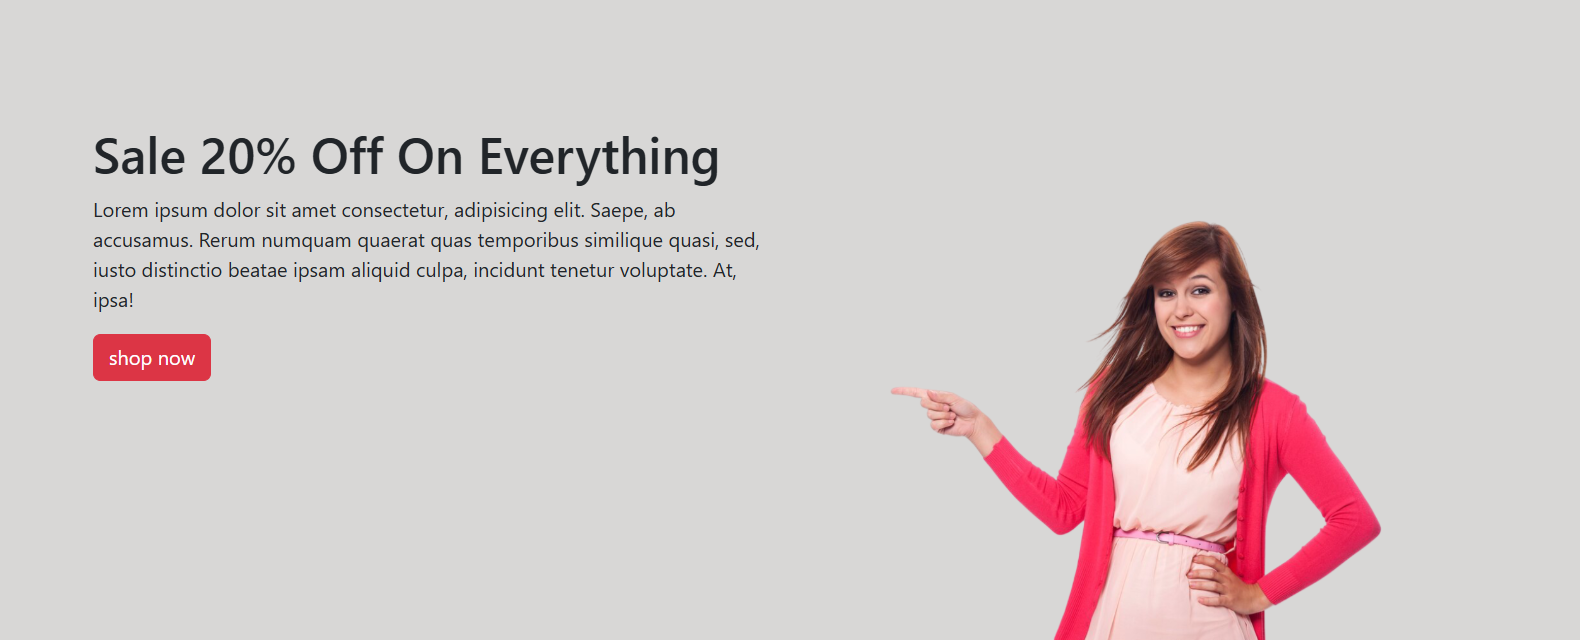 Sale 20% Off On Everything
Lorem ipsum dolor sit amet consectetur, adipisicing elit. Saepe, ab
accusamus. Rerum numquam quaerat quas temporibus similique quasi, sed,
iusto distinctio beatae ipsam aliquid culpa, incidunt tenetur voluptate. At,
ipsa!
shop now